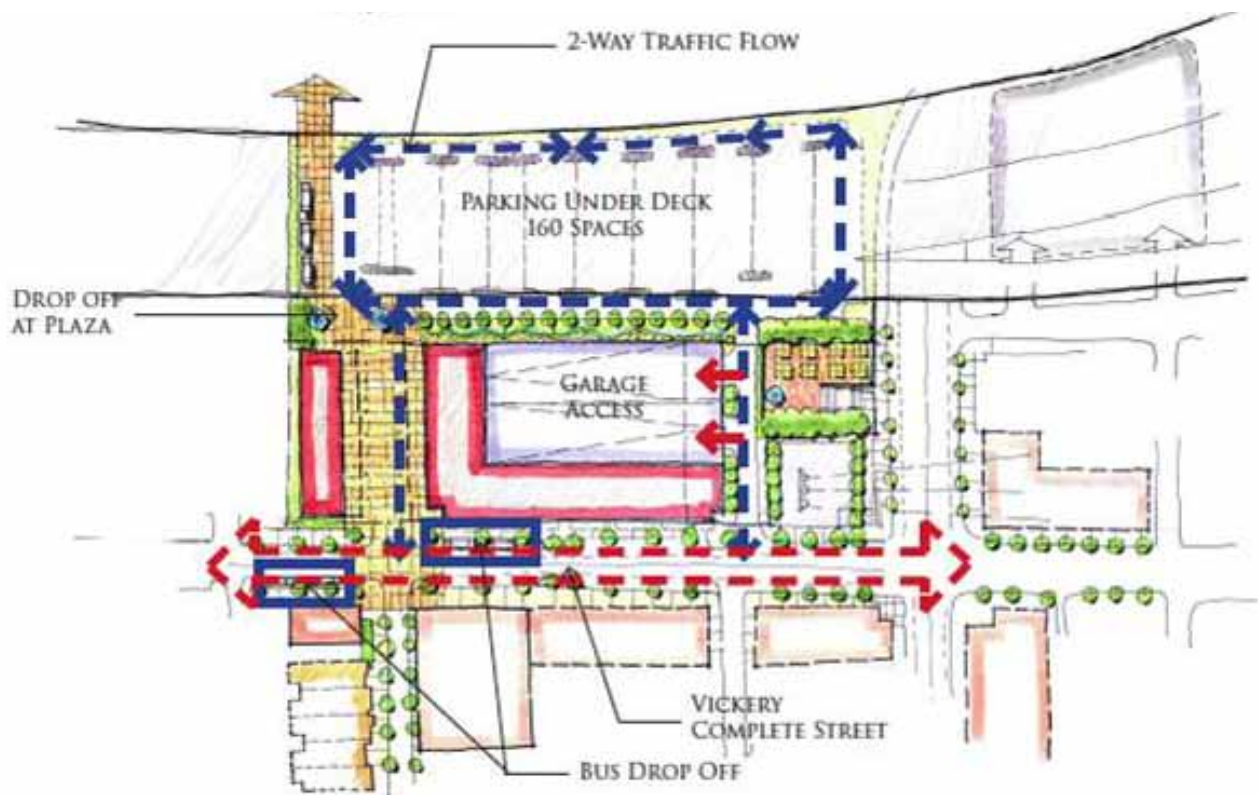 2-Way Traffic Flow
Parking Under Deck
160 Spaces
Drop off
at Plaza
Garage
Access
Vickery
Complete Street
Bus Drop Off